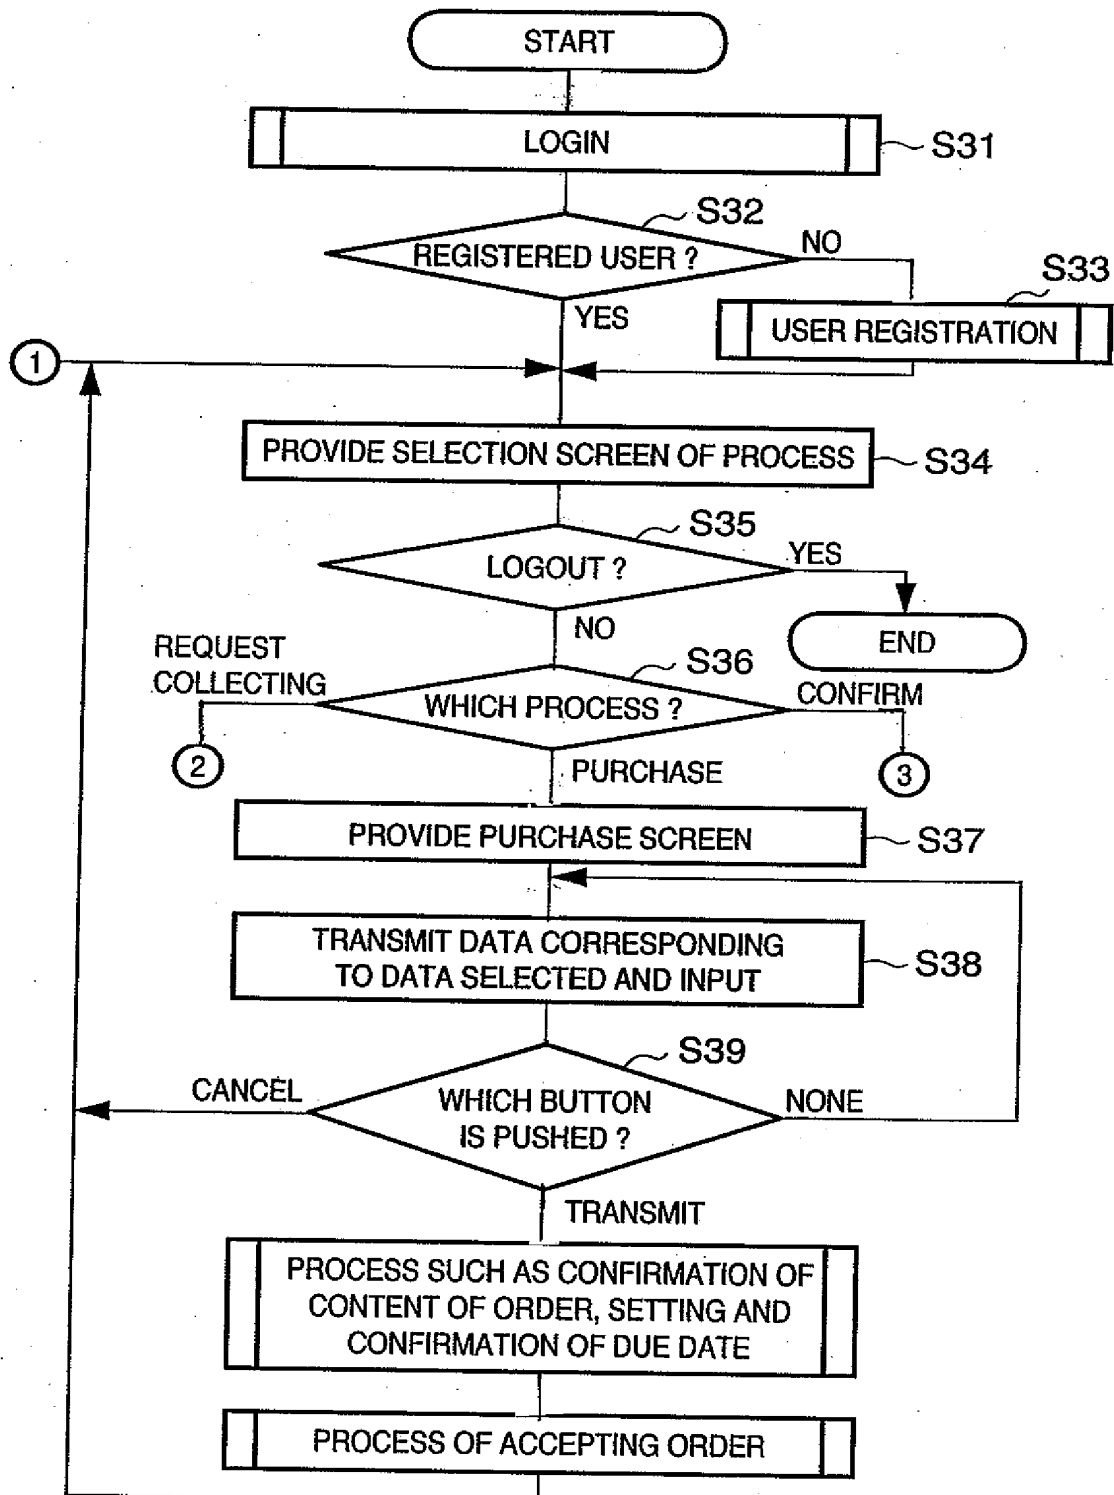 START
LOGIN
S31
S32
REGISTERED USER ?
NO
S33
YES
USER REGISTRATION
1
PROVIDE SELECTION SCREEN OF PROCESS
S34
S35
LOGOUT ?
YES
NO
END
REQUEST
COLLECTING
S36
WHICH PROCESS ?
CONFIRM
2
3
PURCHASE
PROVIDE PURCHASE SCREEN
S37
TRANSMIT DATA CORRESPONDING
TO DATA SELECTED AND INPUT
S38
S39
CANCEL
WHICH BUTTON
IS PUSHED ?
NONE
TRANSMIT
PROCESS SUCH AS CONFIRMATION OF
CONTENT OF ORDER, SETTING AND
CONFIRMATION OF DUE DATE
PROCESS OF ACCEPTING ORDER